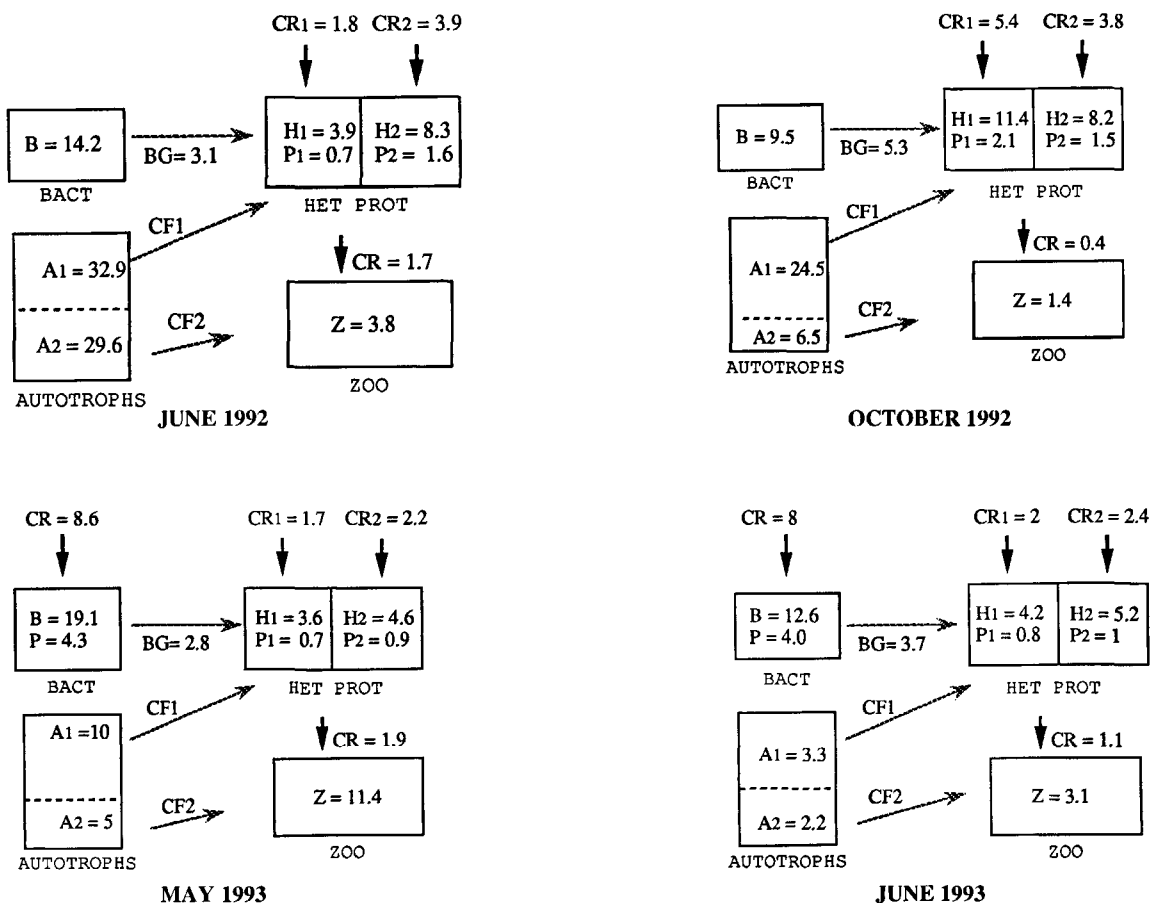 CR1 = 1.8 CR2 = 3.9
H1 = 3.9 H2 = 8.3
B = 14.2
P1 = 0.7 P2 = 1.6
BG= 3.1
BACT
HET PROT
CF1
A1 = 32.9
CR = 1.7
CF2
Z = 3.8
A2 = 29.6
ZOO
AUTOTROPHS
JUNE 1992
CR1 = 5.4 CR2 = 3.8
H1 = 11.4 H2 = 8.2
B = 9.5
P1 = 2.1 P2 = 1.5
BG= 5.3
BACT
HET PROT
CF1
CR = 0.4
A1 = 24.5
CF2
Z = 1.4
A2 = 6.5
ZOO
AUTOTROPHS
OCTOBER 1992
CR = 8.6 CR1 = 1.7 CR2 = 2.2
B = 19.1 H1 = 3.6 H2 = 4.6
P = 4.3 P1 = 0.7 P2 = 0.9
BG= 2.8
BACT
HET PROT
CF1
A1 =10
CR = 1.9
CF2
Z = 11.4
A2 = 5
ZOO
AUTOTROPHS
MAY 1993
CR = 8 CR1 = 2 CR2 = 2.4
B = 12.6 H1 = 4.2 H2 = 5.2
P = 4.0 P1 = 0.8 P2 = 1
BG= 3.7
BACT
HET PROT
CF1
CR = 1.1
A1 = 3.3
CF2
Z = 3.1
A2 = 2.2
ZOO
AUTOTROPHS
JUNE 1993